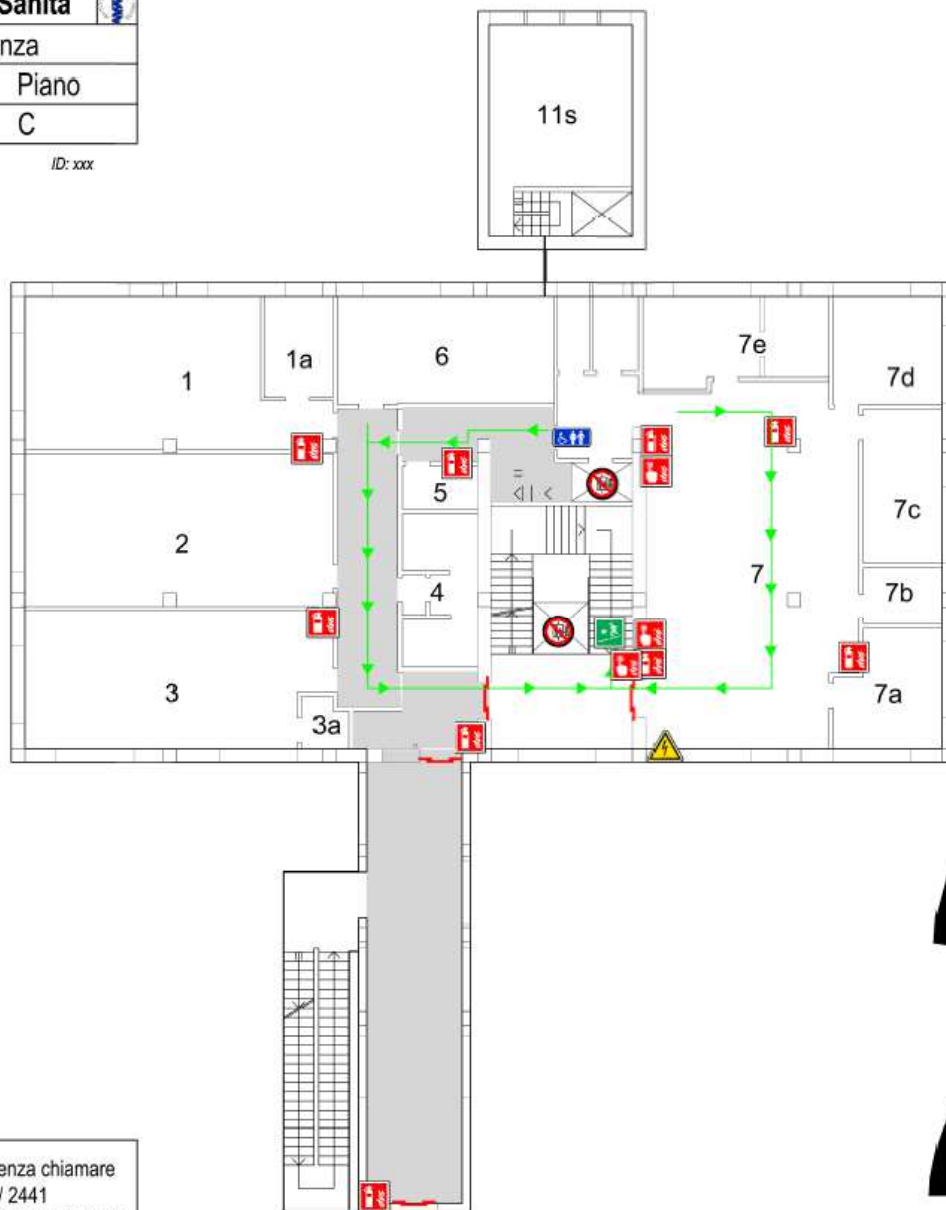 Sanità
nza
Piano
C
ID: xxx
11s
1
1a
6
7e
7d
5
7c
2
7
7b
4
3
3a
7a
enza chiamare
/ 2441